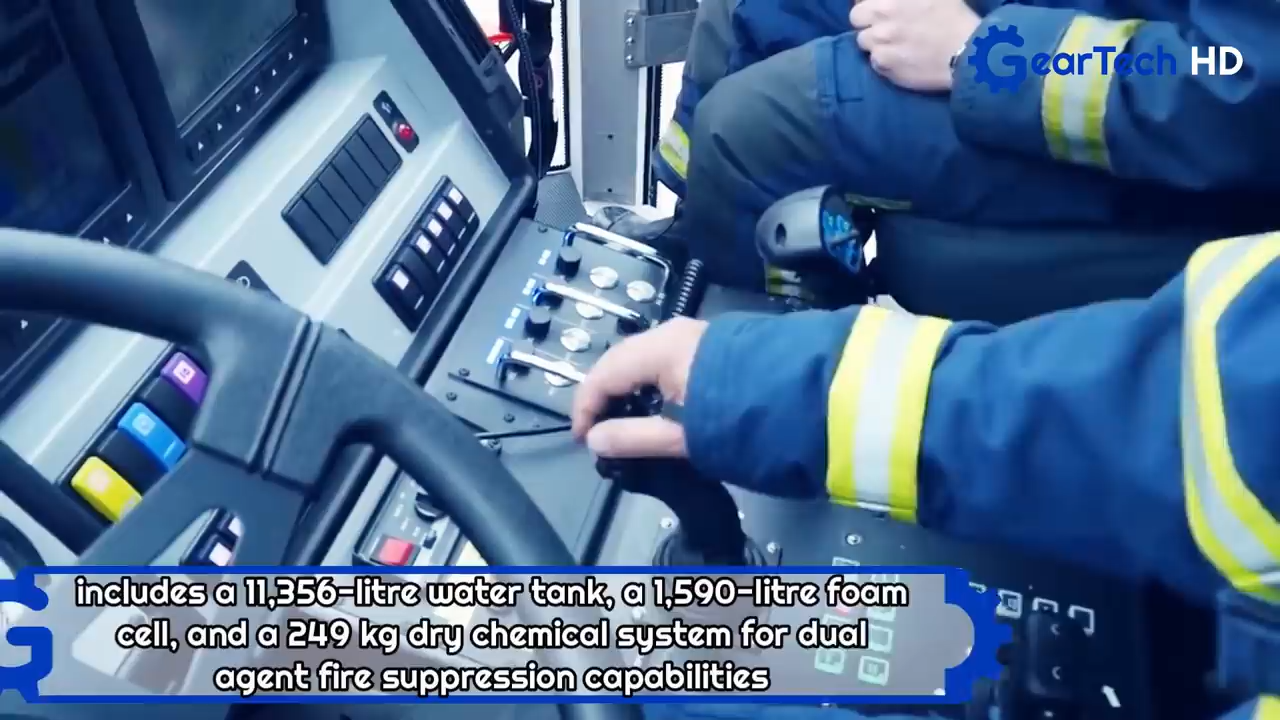 GearTech HD
includes a 11,356-litre water tank, a 1,590-litre foam
cell, and a 249 kg dry chemical system for dual
agent fire suppression capabilities